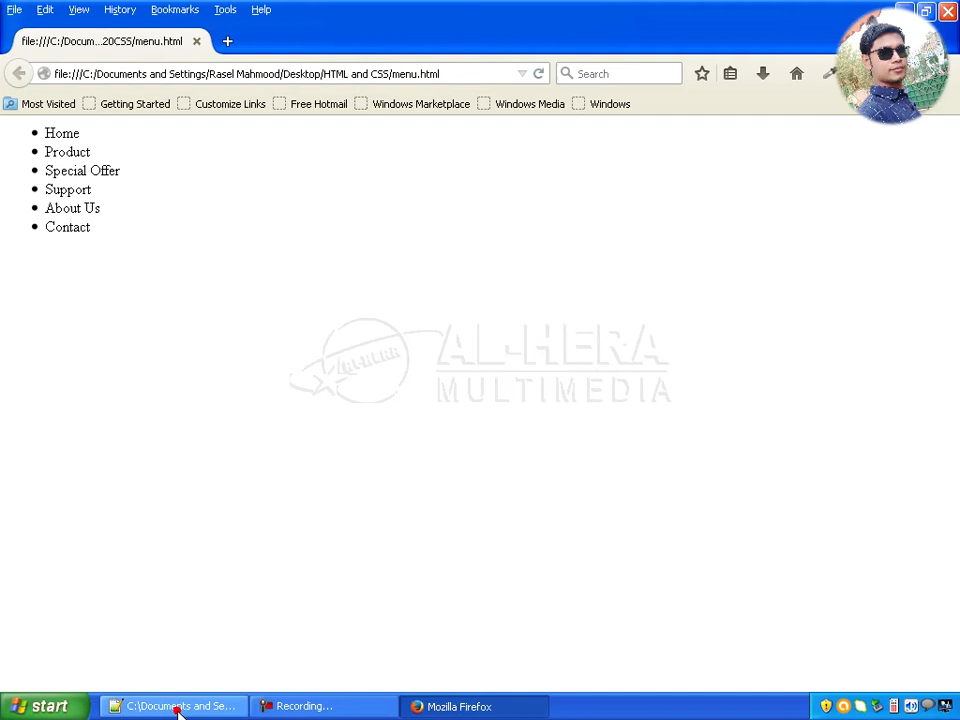 File Edit View History Bookmarks Tools Help
file:///C:/Docum...20CSS/menu.html
file:///C:/Documents and Settings/Rasel Mahmood/Desktop/HTML and CSS/menu.html Search
Most Visited Getting Started Customize Links Free Hotmail Windows Marketplace Windows Media Windows
Home
Product
Special Offer
Support
About Us
Contact
AL-HERA
AL-HERA
MULTIMEDIA
start C:\Documents and Se... Recording... Mozilla Firefox